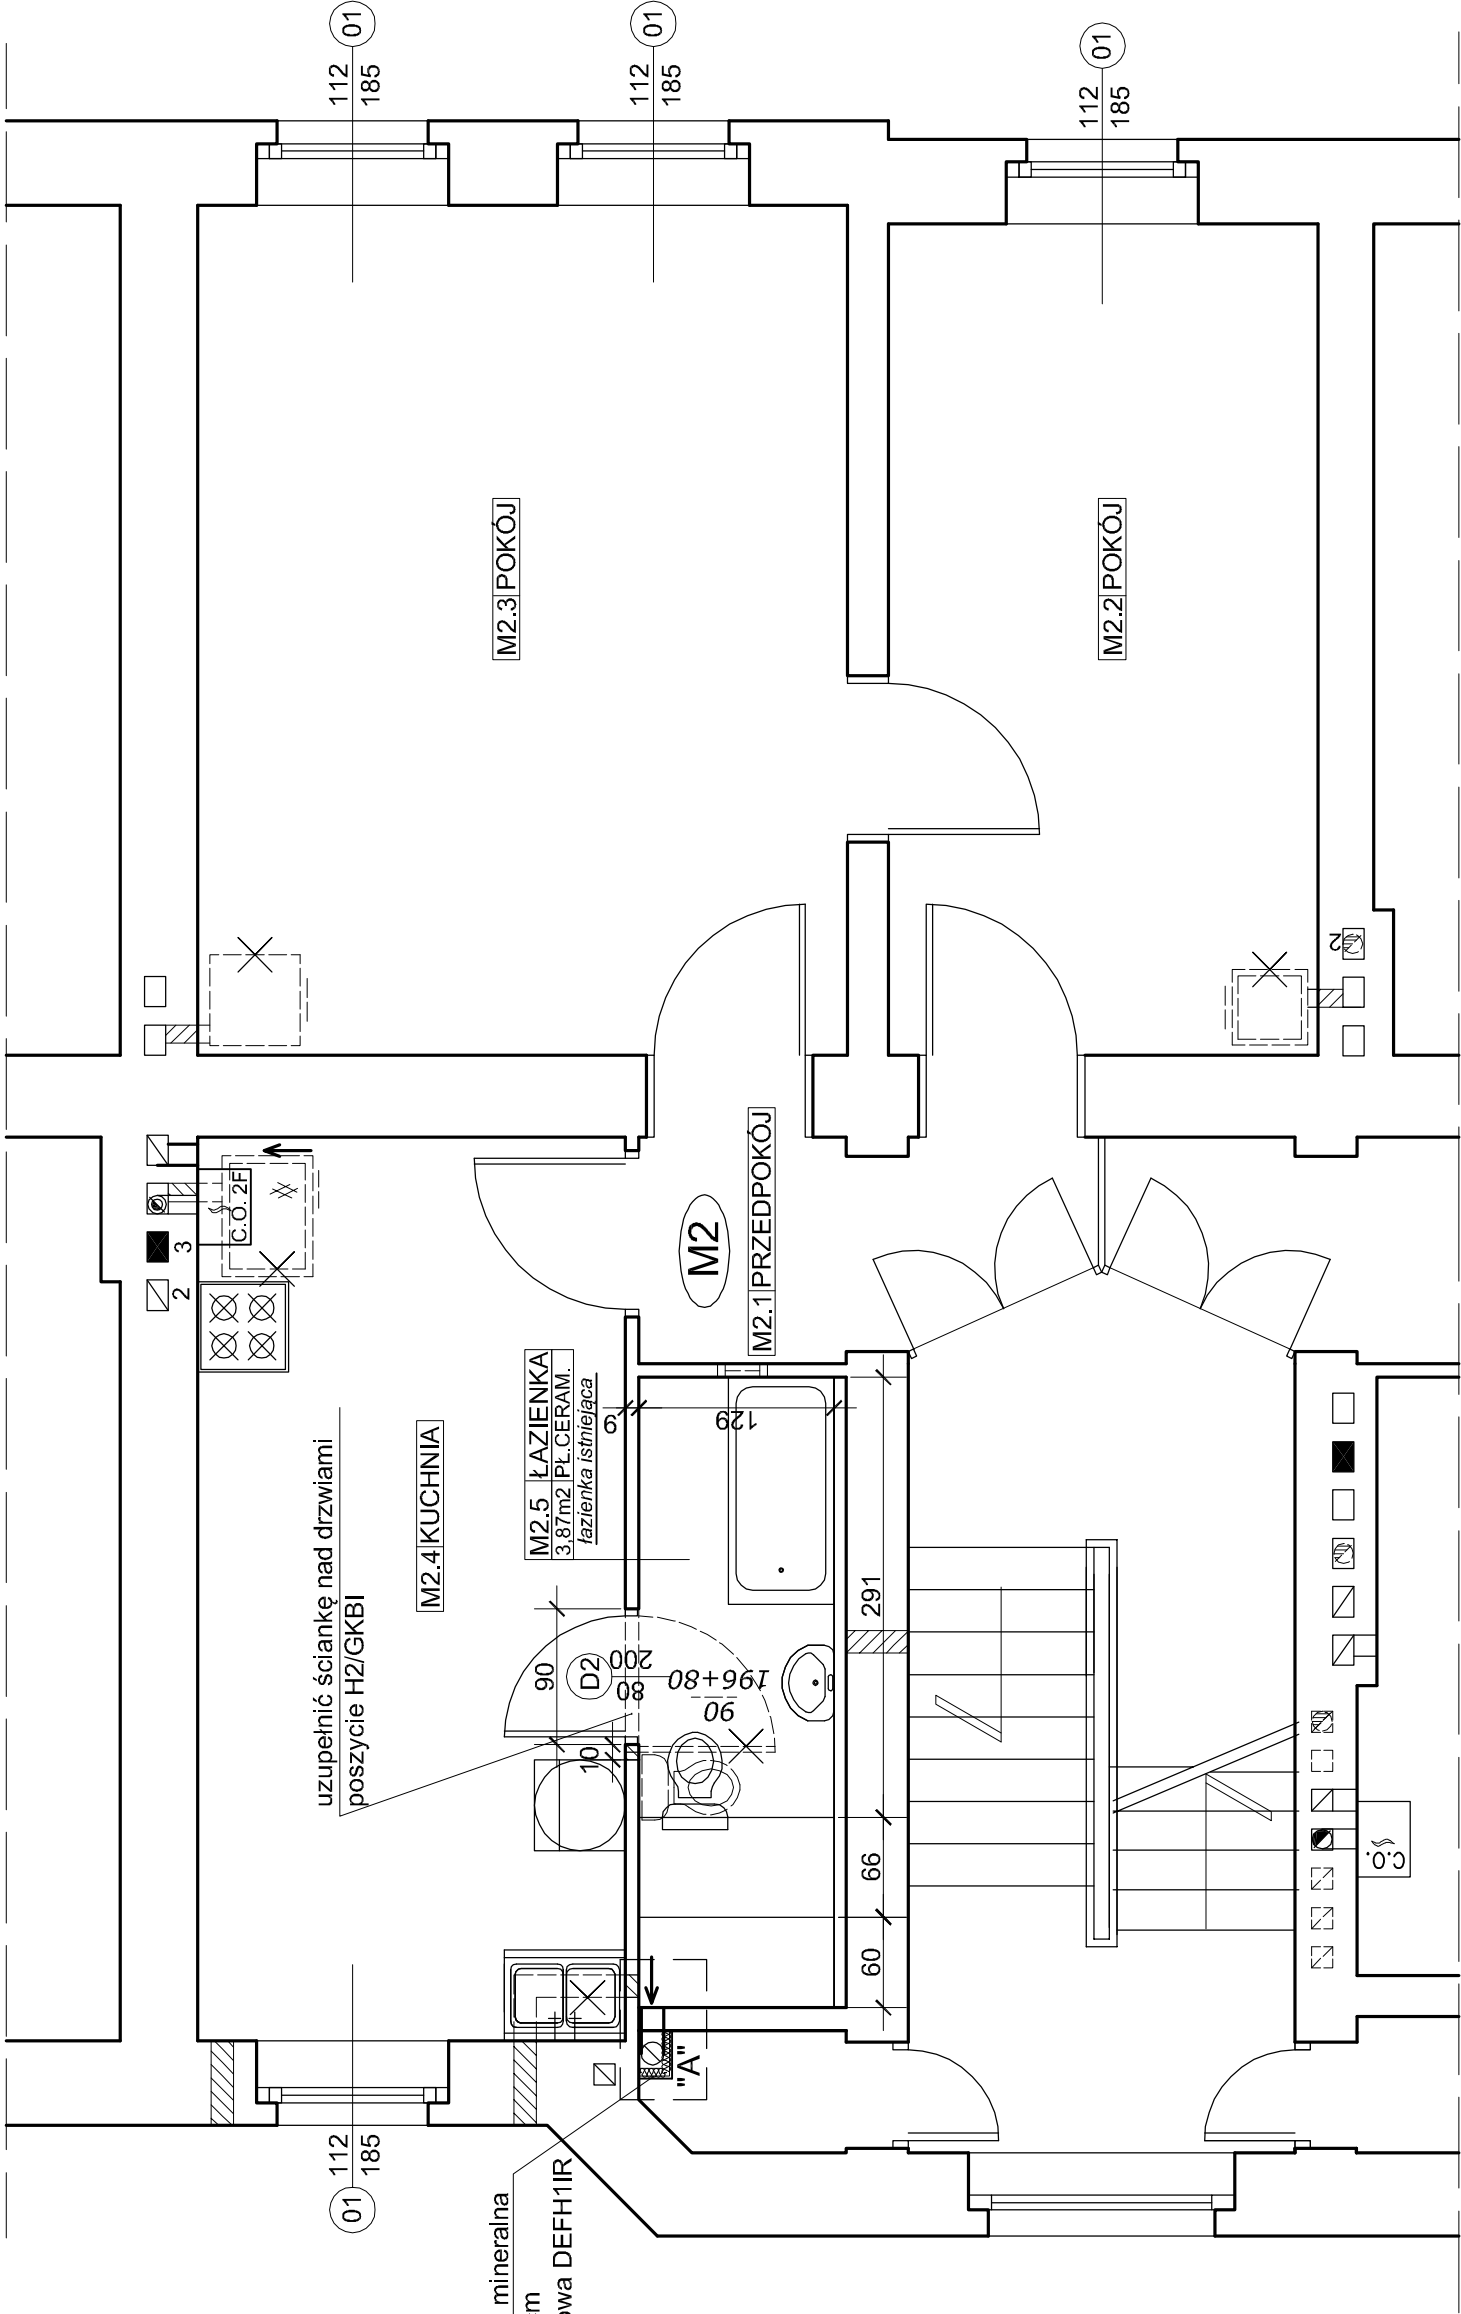 01
112
185
01
112
185
01
112
185
M2.3 POKÓJ
M2.2 POKÓJ
2
C.O. 2F
3
2
M2
M2.1 PRZEDPOKÓJ
uzupełnić ściankę nad drzwiami
poszycie H2/GKBI
M2.4 KUCHNIA
M2.5 ŁAZIENKA
3,87m2 PŁ.CERAM.
łazienka istniejąca
9
129
291
90
D2
80
200
90
196+80
10
66
60
C.O.
"A"
112
185
01
mineralna
DEFH1IR